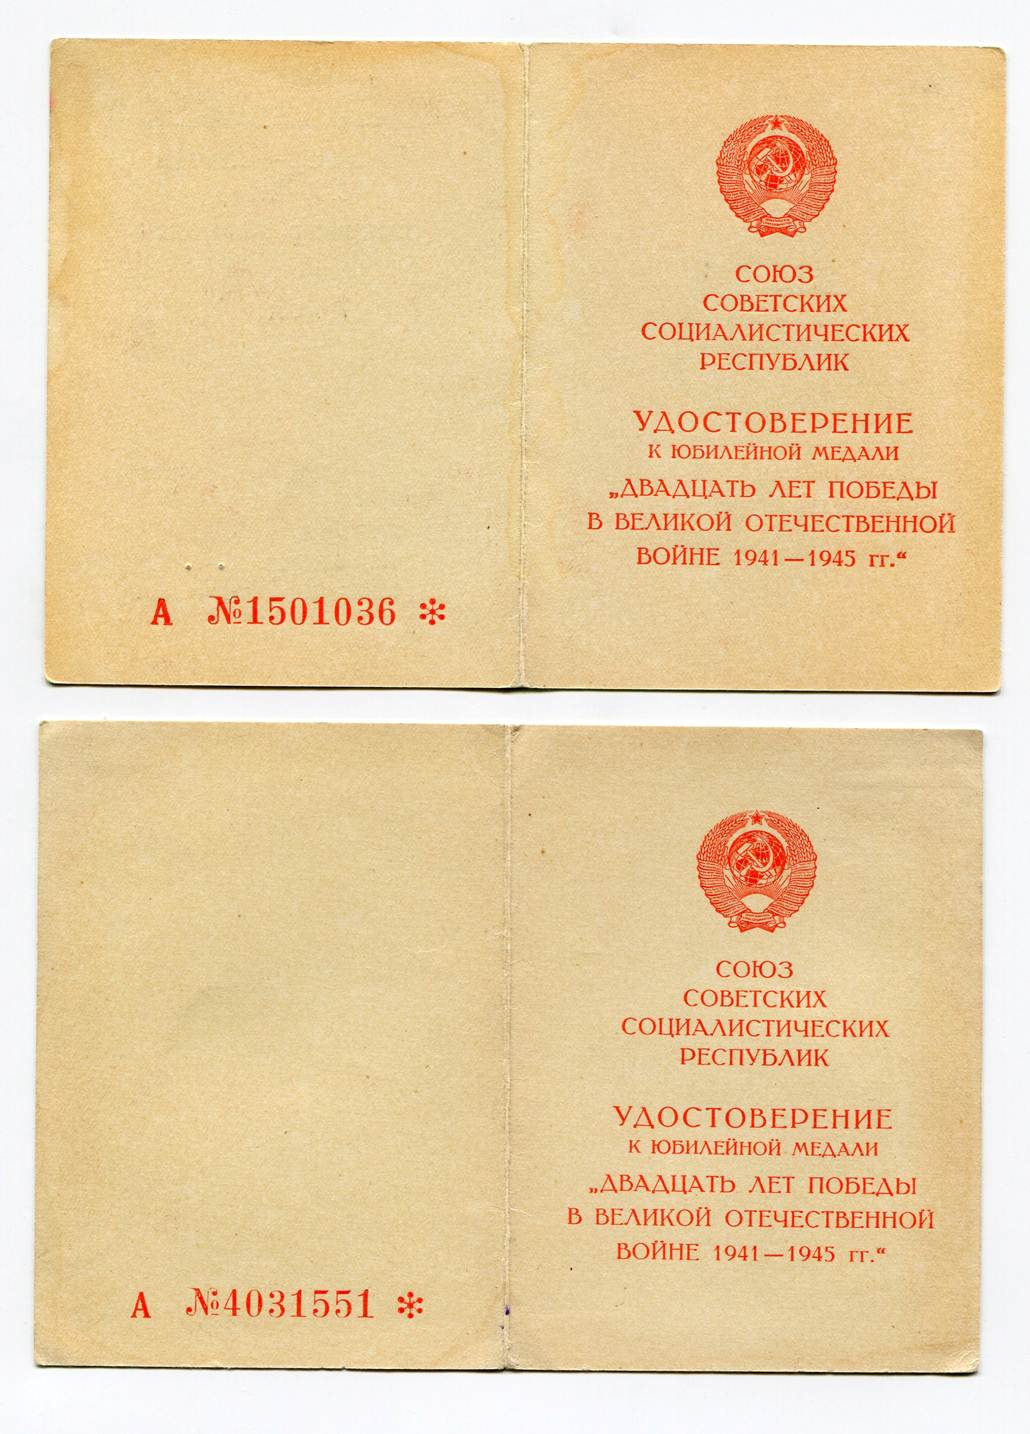 СОЮЗ
СОВЕТСКИХ
СОЦИАЛИСТИЧЕСКИХ
РЕСПУБЛИК
УДОСТОВЕРЕНИЕ
К ЮБИЛЕЙНОЙ МЕДАЛИ
„ДВАДЦАТЬ ЛЕТ ПОБЕДЫ
В ВЕЛИКОЙ ОТЕЧЕСТВЕННОЙ
ВОЙНЕ 1941—1945 гг.“
А №1501036 *
СОЮЗ
СОВЕТСКИХ
СОЦИАЛИСТИЧЕСКИХ
РЕСПУБЛИК
УДОСТОВЕРЕНИЕ
К ЮБИЛЕЙНОЙ МЕДАЛИ
„ДВАДЦАТЬ ЛЕТ ПОБЕДЫ
В ВЕЛИКОЙ ОТЕЧЕСТВЕННОЙ
ВОЙНЕ 1941—1945 гг.“
А №4031551 *